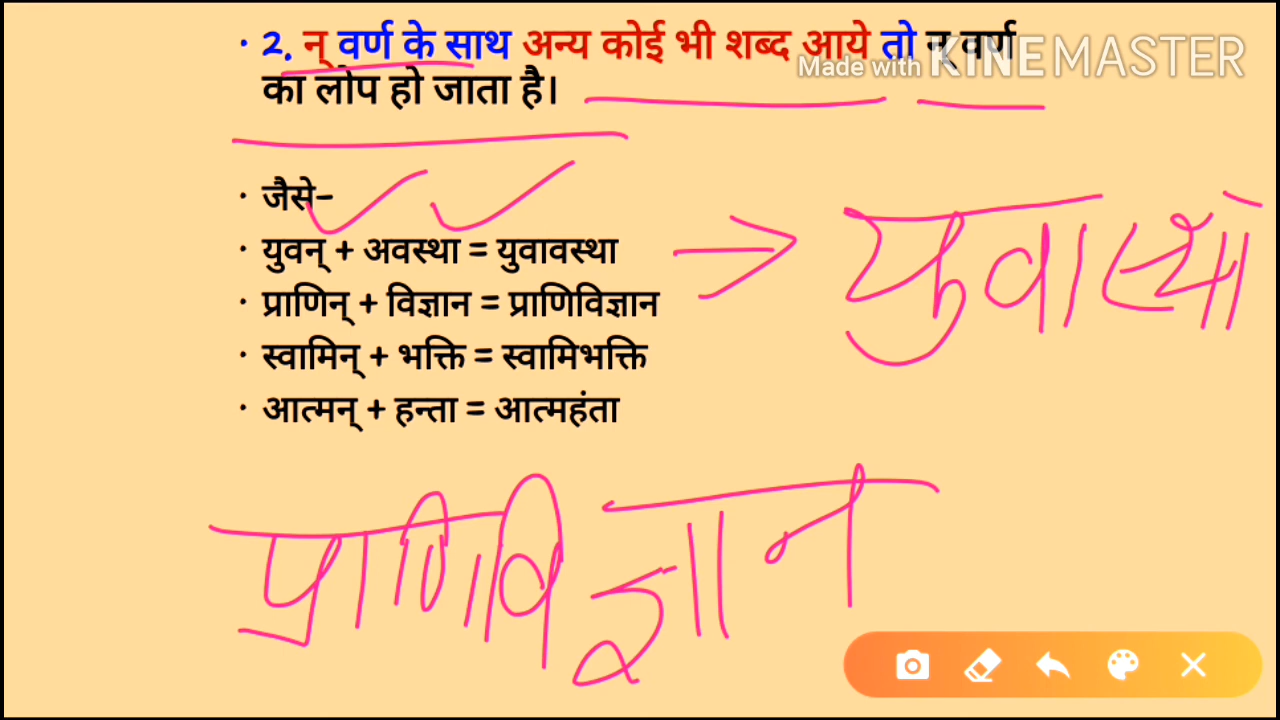 · 2. न् वर्ण के साथ अन्य कोई भी शब्द आये तो न् वर्ण
Made with KINEMASTER
का लोप हो जाता है।
· जैसे-
· युवन् + अवस्था = युवावस्था
युवास्था
· प्राणिन् + विज्ञान = प्राणिविज्ञान
· स्वामिन् + भक्ति = स्वामिभक्ति
· आत्मन् + हन्ता = आत्महंता
प्राणिविज्ञान